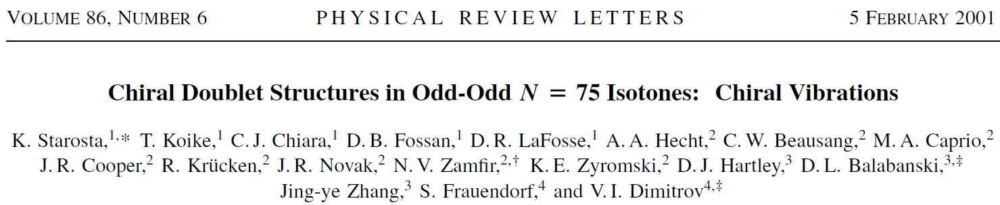 VOLUME 86, NUMBER 6 PHYSICAL REVIEW LETTERS 5 FEBRUARY 2001
Chiral Doublet Structures in Odd-Odd N = 75 Isotones: Chiral Vibrations
K. Starosta,1,* T. Koike,1 C. J. Chiara,1 D. B. Fossan,1 D. R. LaFosse,1 A. A. Hecht,2 C. W. Beausang,2 M. A. Caprio,2
J. R. Cooper,2 R. Krücken,2 J. R. Novak,2 N. V. Zamfir,2,† K. E. Zyromski,2 D. J. Hartley,3 D. L. Balabanski,3,‡
Jing-ye Zhang,3 S. Frauendorf,4 and V. I. Dimitrov4,‡